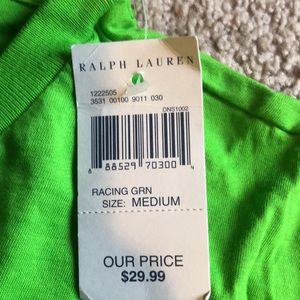 RALPH LAUREN
1222505
3531 00100 9011 030
DNS1002
8 88529 70300 4
RACING GRN
SIZE: MEDIUM
OUR PRICE
$29.99